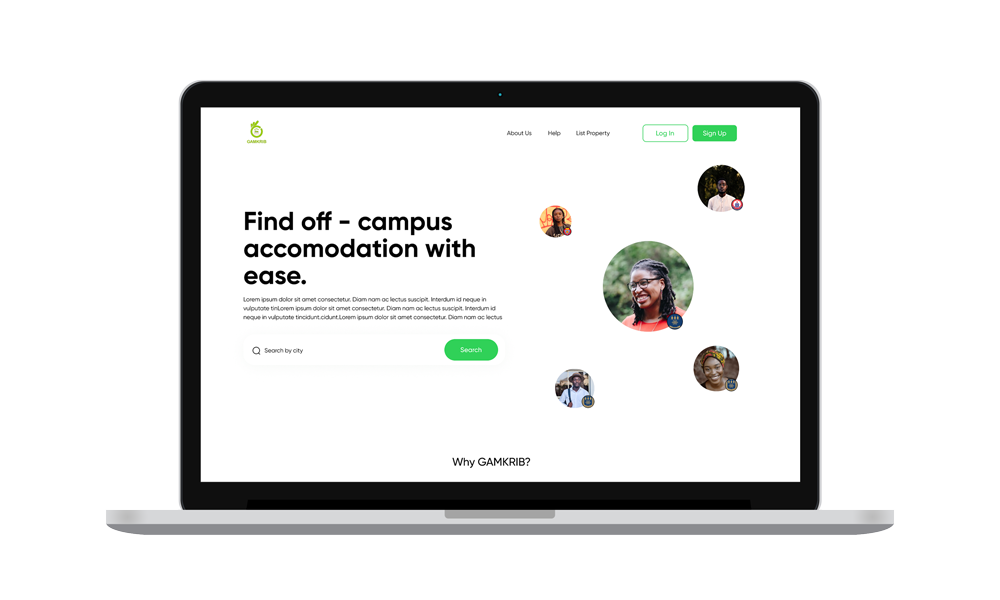 GAMKRIB
About Us
Help
List Property
Log In
Sign Up
Find off - campus
accomodation with
ease.
Lorem ipsum dolor sit amet consectetur. Diam nam ac lectus suscipit. Interdum id neque in
vulputate tinLorem ipsum dolor sit amet consectetur. Diam nam ac lectus suscipit. Interdum id
neque in vulputate tincidunt.cidunt.Lorem ipsum dolor sit amet consectetur. Diam nam ac lectus
Search by city
Search
Why GAMKRIB?